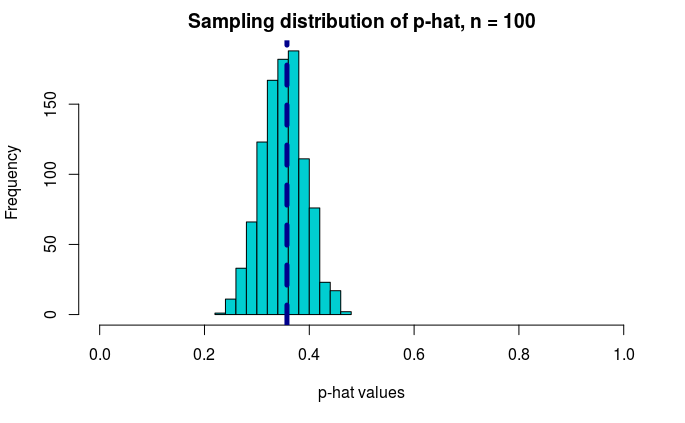 Sampling distribution of p-hat, n = 100
Frequency
150
100
50
0
0.0 0.2 0.4 0.6 0.8 1.0
p-hat values